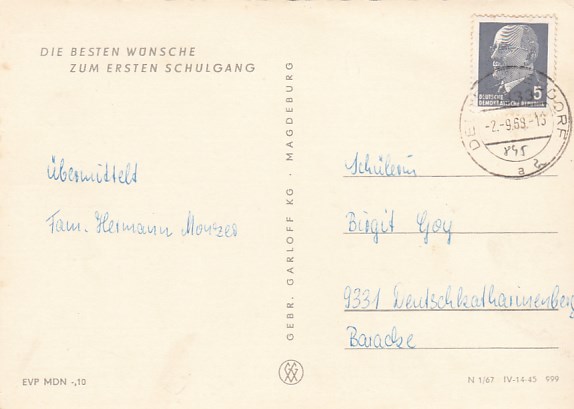 DIE BESTEN WÜNSCHE
ZUM ERSTEN SCHULGANG
Übermittelt
Fam. Hermann
GEBR. GARLOFF KG · MAGDEBURG
EVP MDN -,10
5
DEUTSCHE
DEMOKRATISCHE REPUBLIK
-2.-9.69.-13
a
Schülerin
Birgit Goy
9331 Deutschkatharinenberg
Baracke
N 1/67 IV-14-45 999